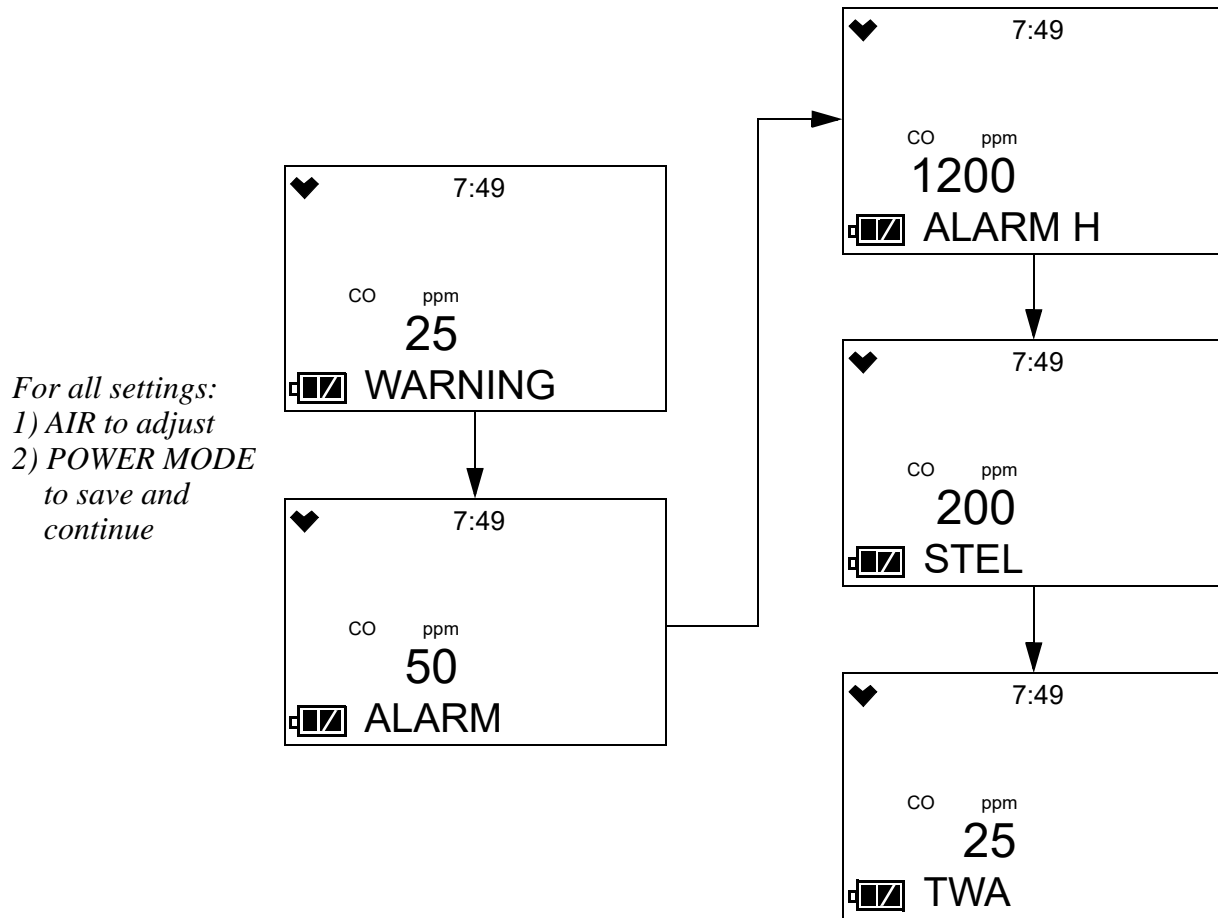 For all settings:
1) AIR to adjust
2) POWER MODE
to save and
continue
7:49
CO ppm
25
WARNING
7:49
CO ppm
50
ALARM
7:49
CO ppm
1200
ALARM H
7:49
CO ppm
200
STEL
7:49
CO ppm
25
TWA